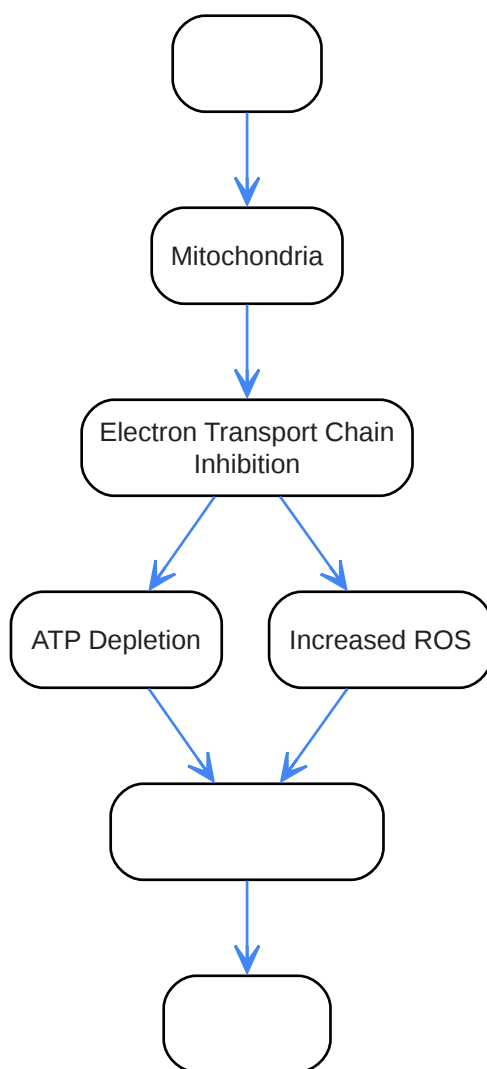 Mitochondria
Electron Transport Chain
Inhibition
ATP Depletion
Increased ROS